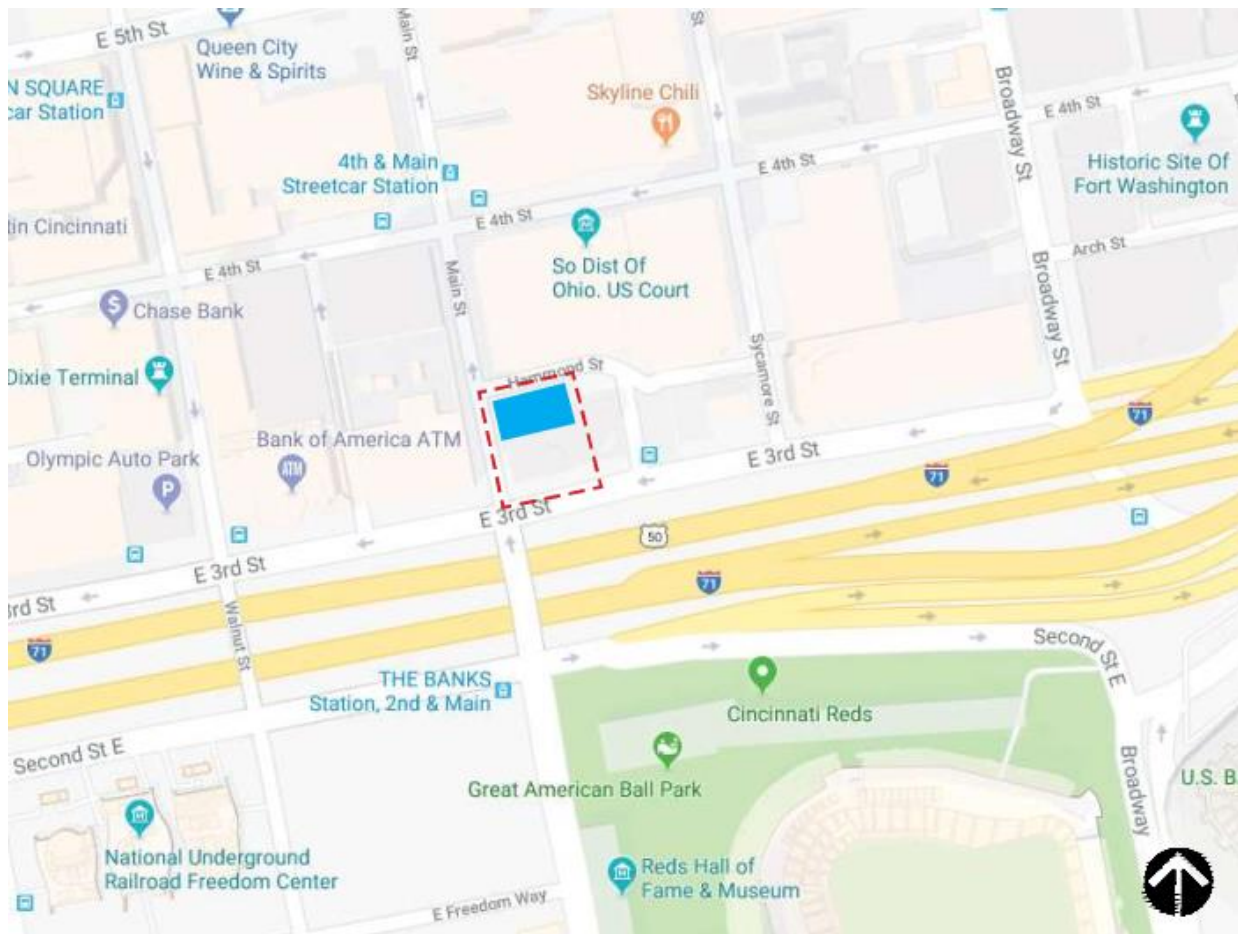 E 5th St
Main St
St
Queen City
Wine & Spirits
N SQUARE
car Station
Skyline Chili
Broadway St
E 4th St
4th & Main
Streetcar Station
E 4th St
Historic Site Of
Fort Washington
tin Cincinnati
E 4th St
So Dist Of
Ohio. US Court
Arch St
E 4th St
Main St
Broadway St
$
Chase Bank
Sycamore St
Dixie Terminal
Hammond St
71
Bank of America ATM
Olympic Auto Park
ATM
P
E 3rd St
71
E 3rd St
50
E 3rd St
71
3rd St
Walnut St
71
Second St E
THE BANKS
Station, 2nd & Main
Cincinnati Reds
Second St E
Broadway
Great American Ball Park
U.S. B
National Underground
Railroad Freedom Center
Reds Hall of
Fame & Museum
E Freedom Way